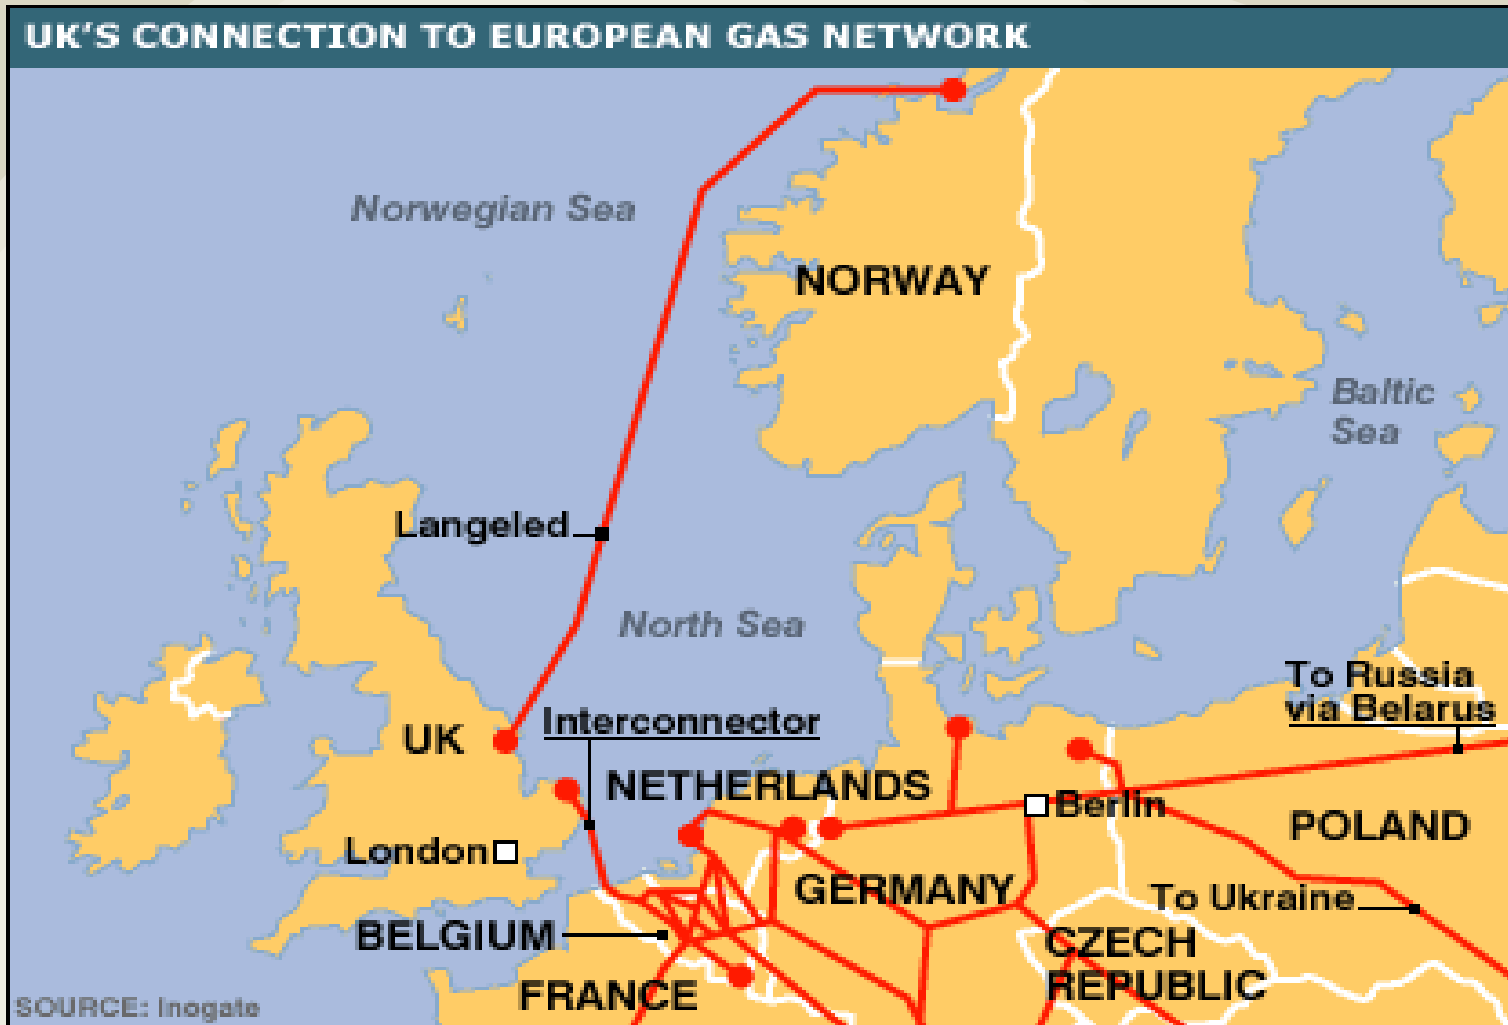 UK'S CONNECTION TO EUROPEAN GAS NETWORK
Norwegian Sea
NORWAY
Baltic
Sea
Langeled
North Sea
To Russia
via Belarus
UK
Interconnector
NETHERLANDS
Berlin
POLAND
London
GERMANY
To Ukraine
BELGIUM
CZECH
REPUBLIC
FRANCE
SOURCE: Inogate